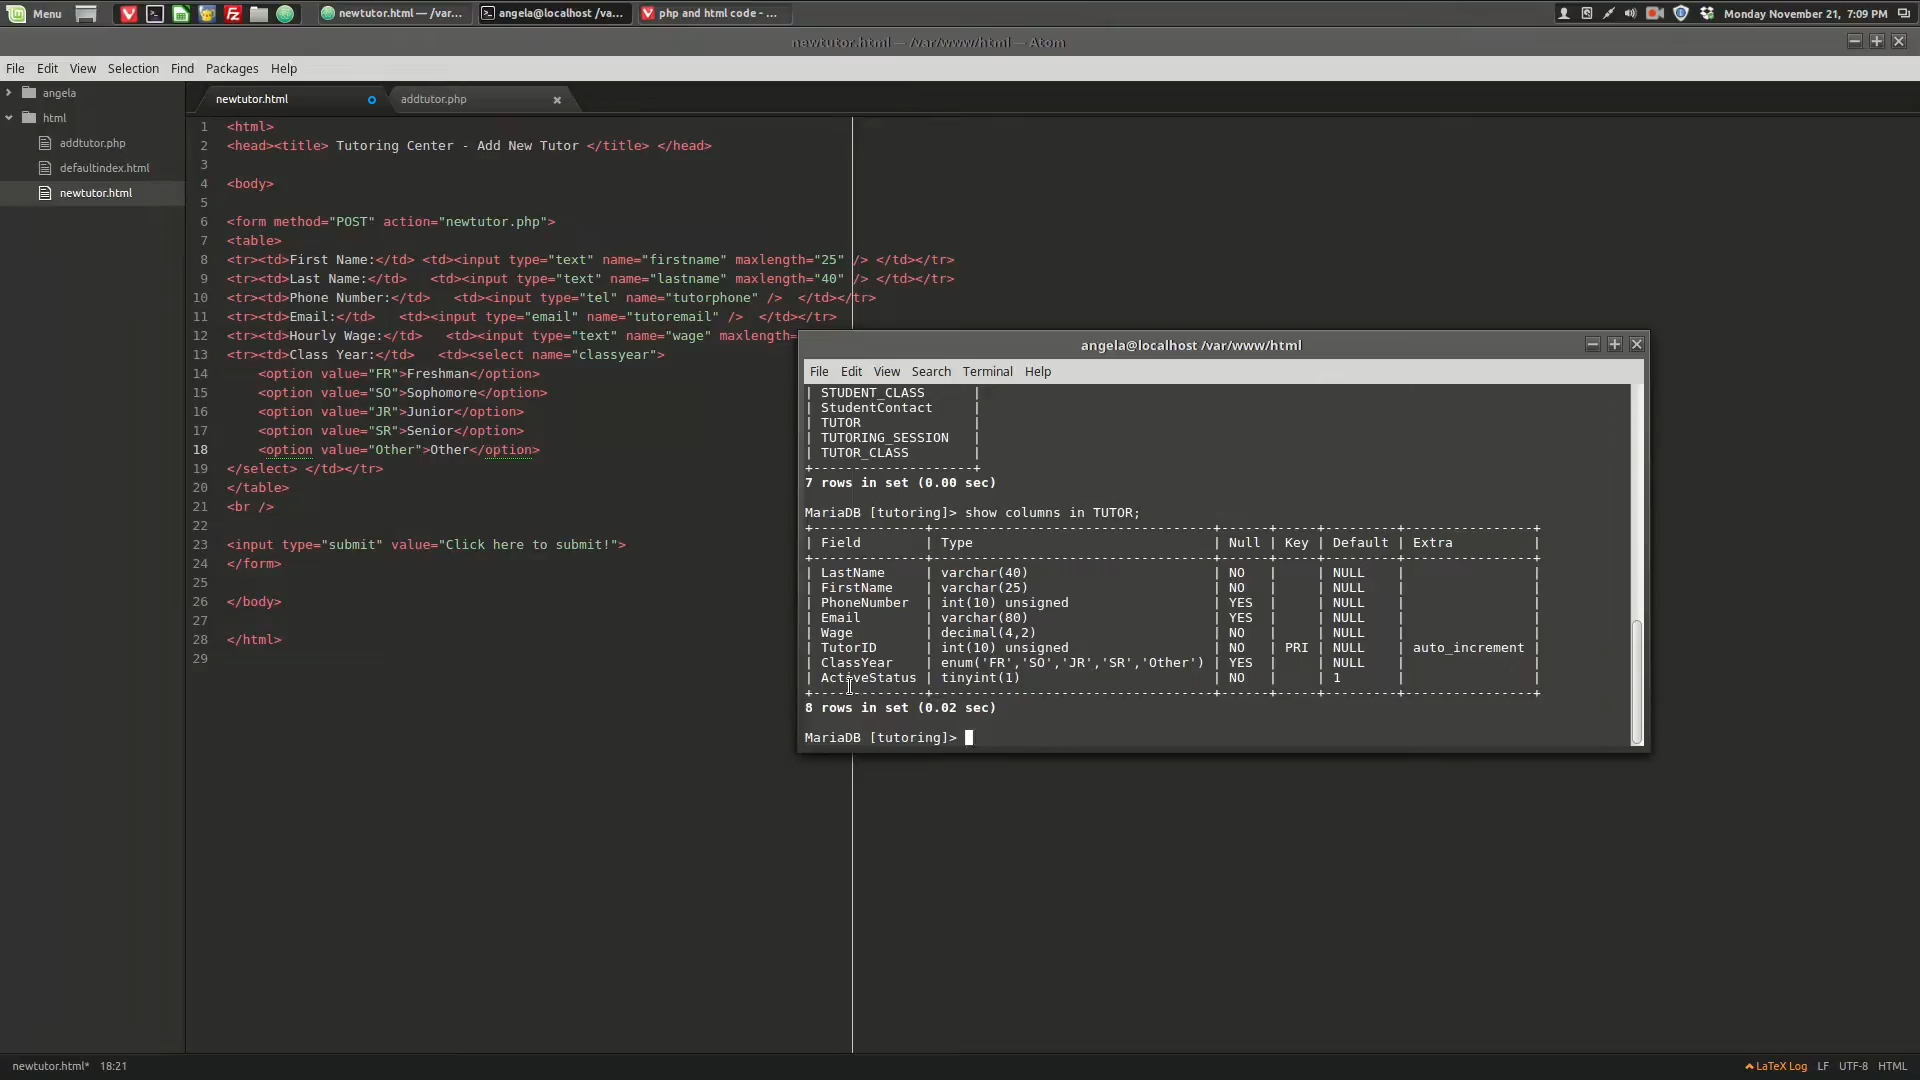 Menu
newtutor.html — /var...
angela@localhost /va...
php and html code - ...
Monday November 21, 7:09 PM
newtutor.html — /var/www/html — Atom
File Edit View Selection Find Packages Help
angela
html
addtutor.php
defaultindex.html
newtutor.html
newtutor.html
addtutor.php
1 <html>
2 <head><title> Tutoring Center - Add New Tutor </title> </head>
3
4 <body>
5
6 <form method="POST" action="newtutor.php">
7 <table>
8 <tr><td>First Name:</td> <td><input type="text" name="firstname" maxlength="25" /> </td></tr>
9 <tr><td>Last Name:</td>   <td><input type="text" name="lastname" maxlength="40" /> </td></tr>
10 <tr><td>Phone Number:</td>   <td><input type="tel" name="tutorphone" />  </td></tr>
11 <tr><td>Email:</td>   <td><input type="email" name="tutoremail" />  </td></tr>
12 <tr><td>Hourly Wage:</td>   <td><input type="text" name="wage" maxlength=
13 <tr><td>Class Year:</td>   <td><select name="classyear">
14     <option value="FR">Freshman</option>
15     <option value="SO">Sophomore</option>
16     <option value="JR">Junior</option>
17     <option value="SR">Senior</option>
18     <option value="Other">Other</option>
19 </select> </td></tr>
20 </table>
21 <br />
22
23 <input type="submit" value="Click here to submit!">
24 </form>
25
26 </body>
27
28 </html>
29
angela@localhost /var/www/html
File Edit View Search Terminal Help
| STUDENT_CLASS      |
| StudentContact     |
| TUTOR              |
| TUTORING_SESSION   |
| TUTOR_CLASS        |
+--------------------+
7 rows in set (0.00 sec)
MariaDB [tutoring]> show columns in TUTOR;
+--------------+-----------------------------------+------+-----+---------+----------------+
| Field        | Type                              | Null | Key | Default | Extra          |
+--------------+-----------------------------------+------+-----+---------+----------------+
| LastName     | varchar(40)                       | NO   |     | NULL    |                |
| FirstName    | varchar(25)                       | NO   |     | NULL    |                |
| PhoneNumber  | int(10) unsigned                  | YES  |     | NULL    |                |
| Email        | varchar(80)                       | YES  |     | NULL    |                |
| Wage         | decimal(4,2)                      | NO   |     | NULL    |                |
| TutorID      | int(10) unsigned                  | NO   | PRI | NULL    | auto_increment |
| ClassYear    | enum('FR','SO','JR','SR','Other') | YES  |     | NULL    |                |
| ActiveStatus | tinyint(1)                        | NO   |     | 1       |                |
+--------------+-----------------------------------+------+-----+---------+----------------+
8 rows in set (0.02 sec)
MariaDB [tutoring]>
newtutor.html* 18:21
LaTeX Log LF UTF-8 HTML